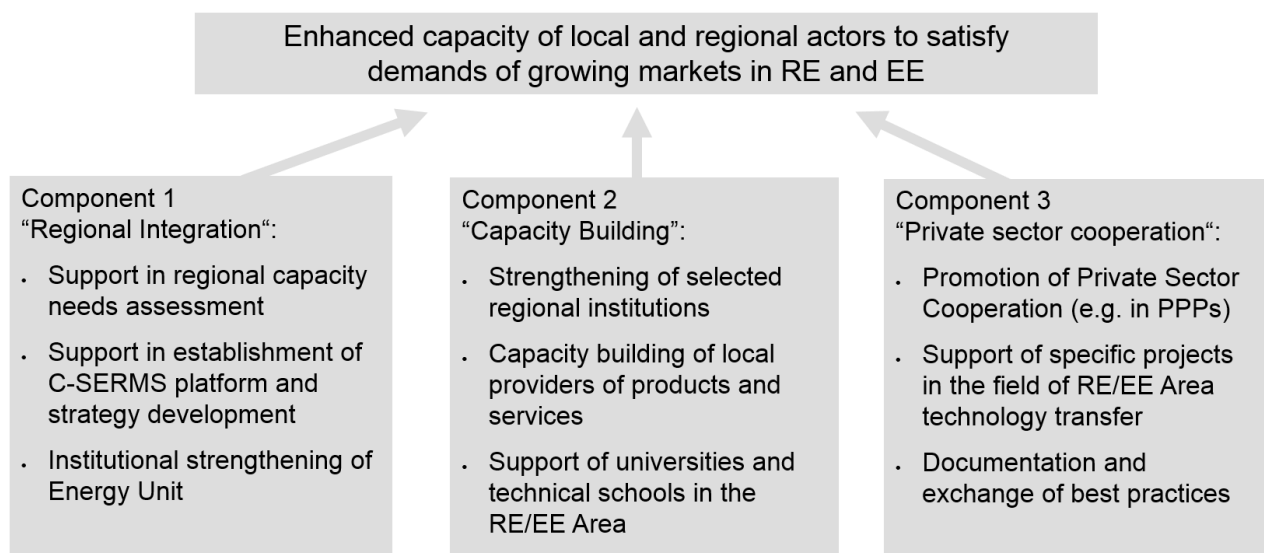 Enhanced capacity of local and regional actors to satisfy
demands of growing markets in RE and EE
Component 1
“Regional Integration“:
• Support in regional capacity
needs assessment
• Support in establishment of
C-SERMS platform and
strategy development
• Institutional strengthening of
Energy Unit
Component 2
“Capacity Building”:
• Strengthening of selected
regional institutions
• Capacity building of local
providers of products and
services
• Support of universities and
technical schools in the
RE/EE Area
Component 3
“Private sector cooperation“:
• Promotion of Private Sector
Cooperation (e.g. in PPPs)
• Support of specific projects
in the field of RE/EE Area
technology transfer
• Documentation and
exchange of best practices